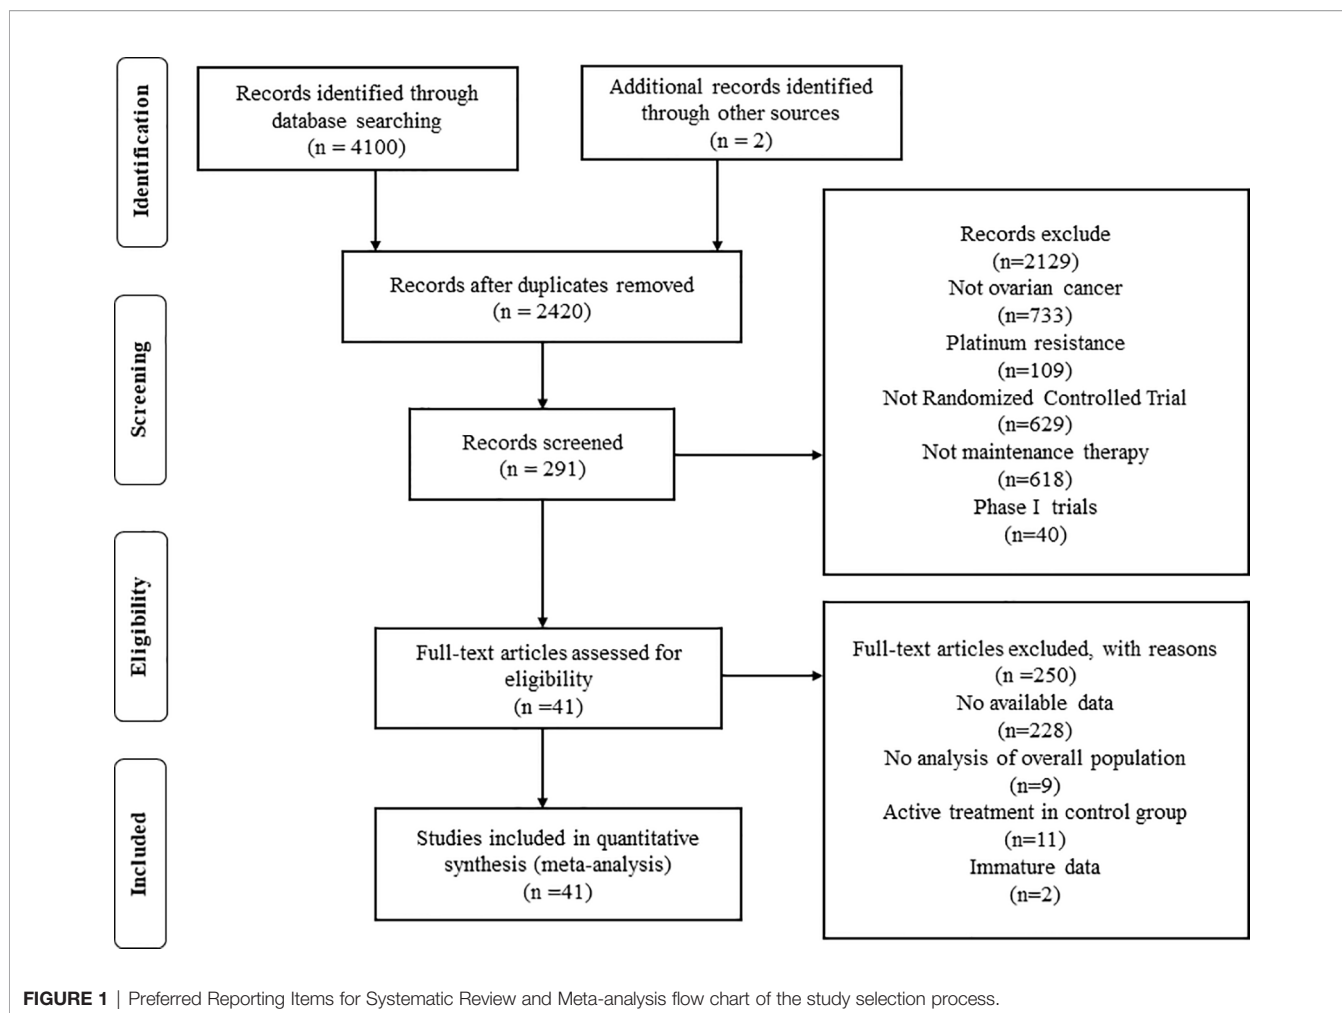 Identification
Records identified through
database searching
(n = 4100)
Additional records identified
through other sources
(n = 2)
Records after duplicates removed
(n = 2420)
Screening
Records screened
(n = 291)
Records exclude
(n=2129)
Not ovarian cancer
(n=733)
Platinum resistance
(n=109)
Not Randomized Controlled Trial
(n=629)
Not maintenance therapy
(n=618)
Phase I trials
(n=40)
Eligibility
Full-text articles assessed for
eligibility
(n =41)
Full-text articles excluded, with reasons
(n =250)
No available data
(n=228)
No analysis of overall population
(n=9)
Active treatment in control group
(n=11)
Immature data
(n=2)
Included
Studies included in quantitative
synthesis (meta-analysis)
(n =41)
FIGURE 1 | Preferred Reporting Items for Systematic Review and Meta-analysis flow chart of the study selection process.